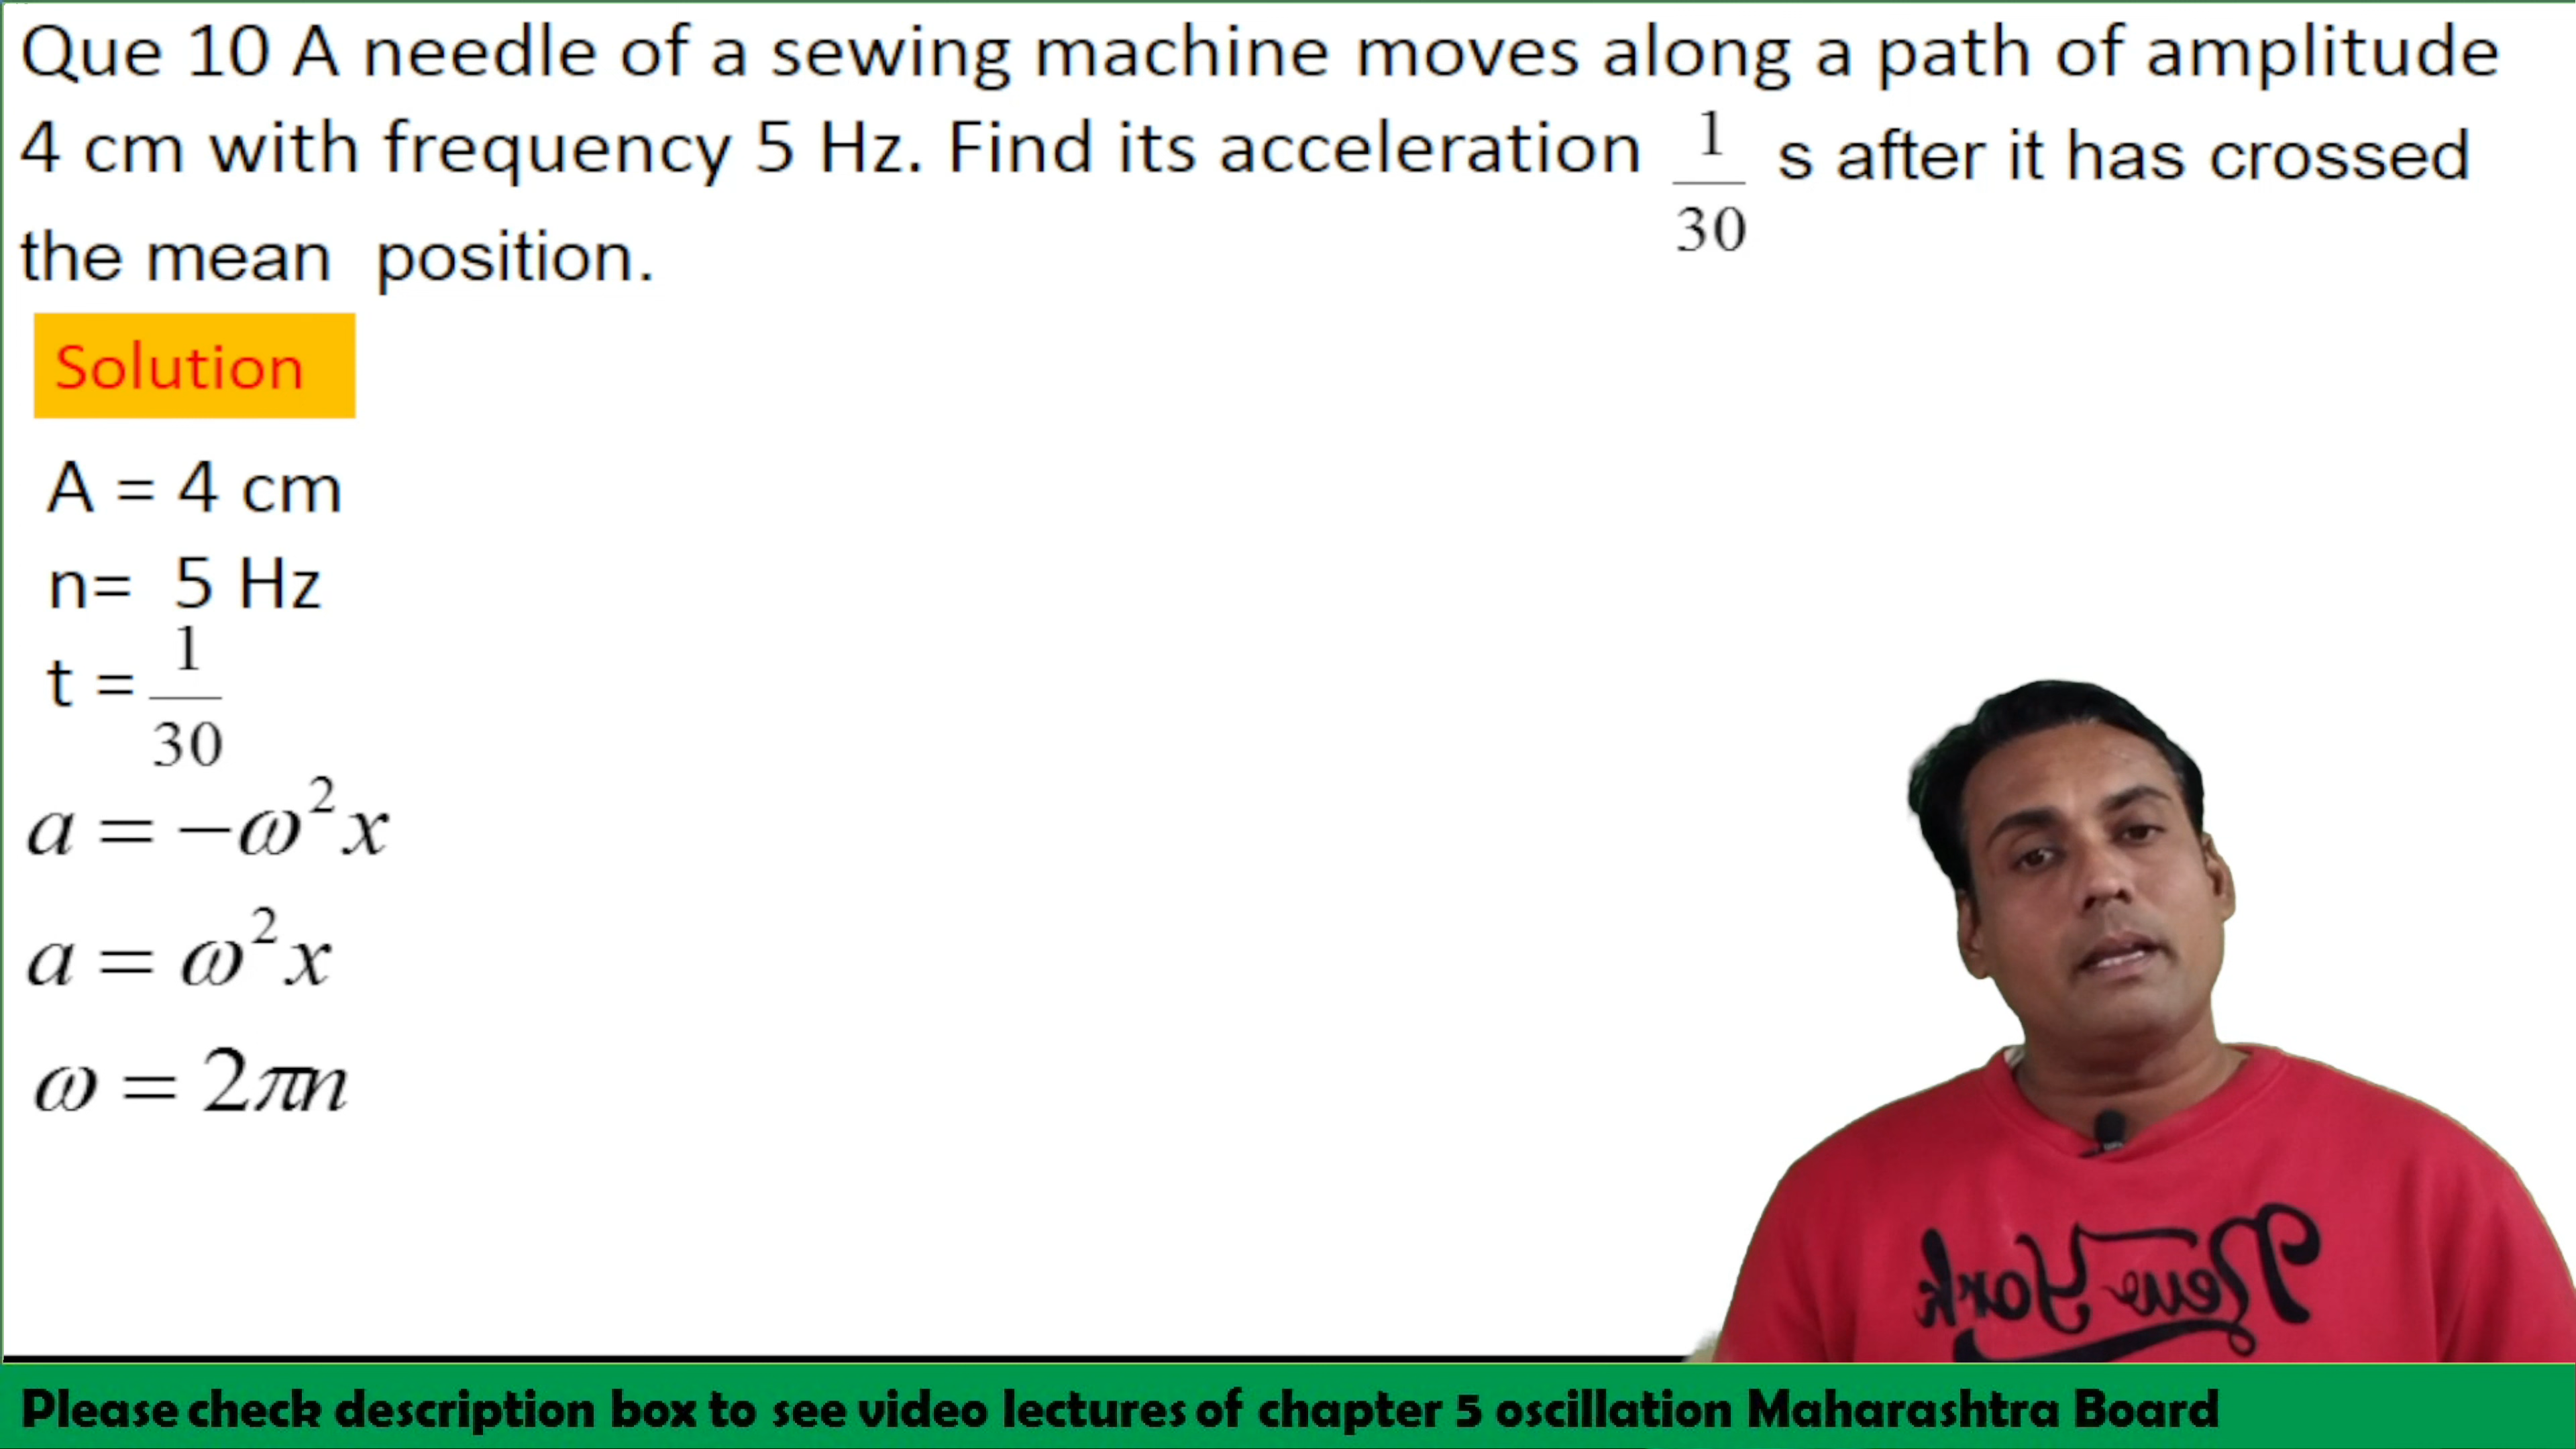 Que 10 A needle of a sewing machine moves along a path of amplitude
4 cm with frequency 5 Hz. Find its acceleration 1/30 s after it has crossed
the mean position.
Solution
A = 4 cm
n= 5 Hz
t = 1/30
a = −ω²x
a = ω²x
ω = 2πn
New York
Please check description box to see video lectures of chapter 5 oscillation Maharashtra Board